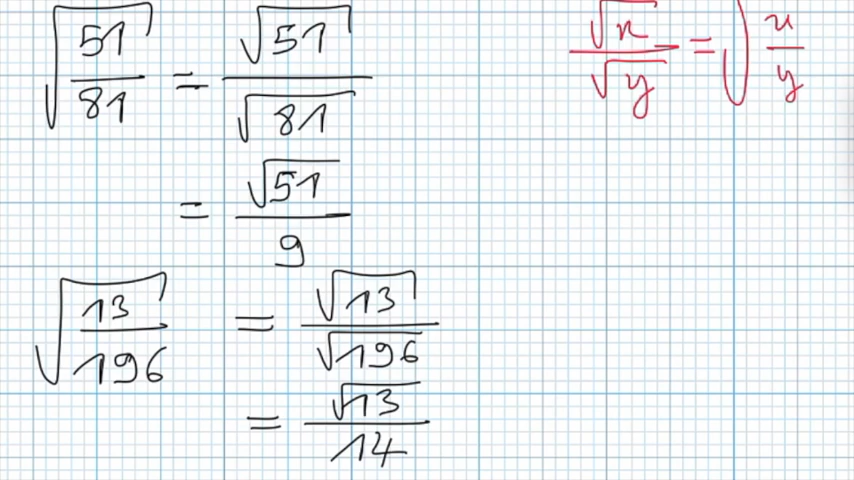 √(51/81) = √51/√81
= √51/9
√(13/196) = √13/√196
= √13/14
√x/√y = √(x/y)